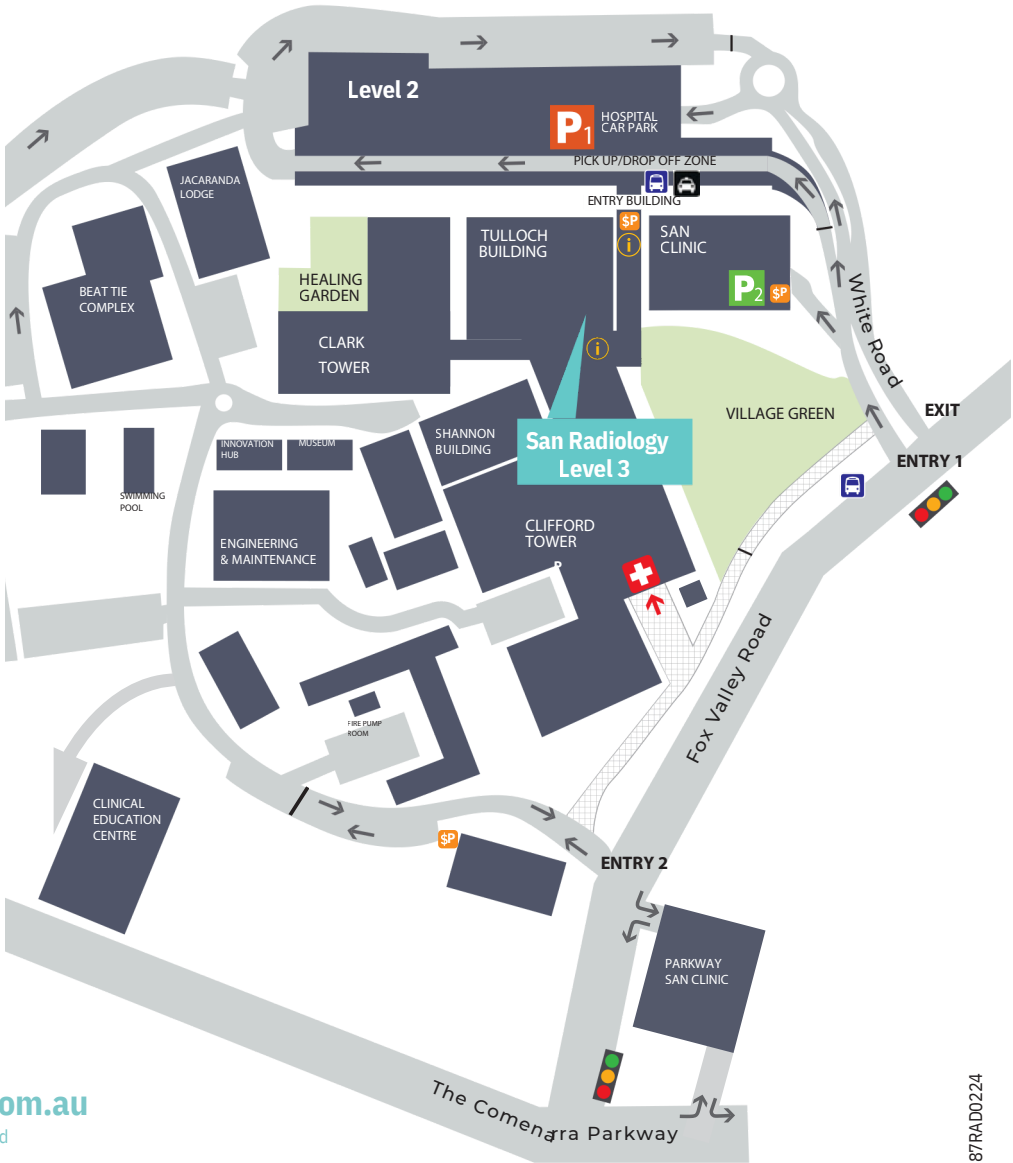 Level 2
P1
HOSPITAL
CAR PARK
PICK UP/DROP OFF ZONE
JACARANDA
LODGE
ENTRY BUILDING
$P
i
TULLOCH
BUILDING
SAN
CLINIC
HEALING
GARDEN
BEAT TIE
COMPLEX
P2
$P
White Road
CLARK
TOWER
i
VILLAGE GREEN
EXIT
SHANNON
BUILDING
San Radiology
Level 3
INNOVATION
HUB
MUSEUM
ENTRY 1
SWIMMING
POOL
CLIFFORD
TOWER
ENGINEERING
& MAINTENANCE
Fox Valley Road
FIRE PUMP
ROOM
CLINICAL
EDUCATION
CENTRE
$P
ENTRY 2
PARKWAY
SAN CLINIC
The Comenarra Parkway
om.au
d
87RAD0224